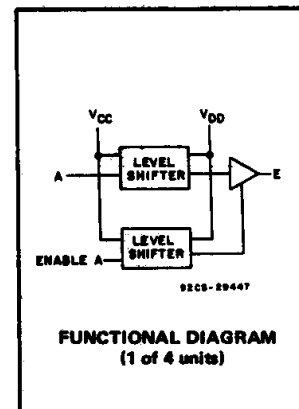 VCC VDD
LEVEL
SHIFTER
A E
LEVEL
SHIFTER
ENABLE A
92CS-29447
FUNCTIONAL DIAGRAM
(1 of 4 units)